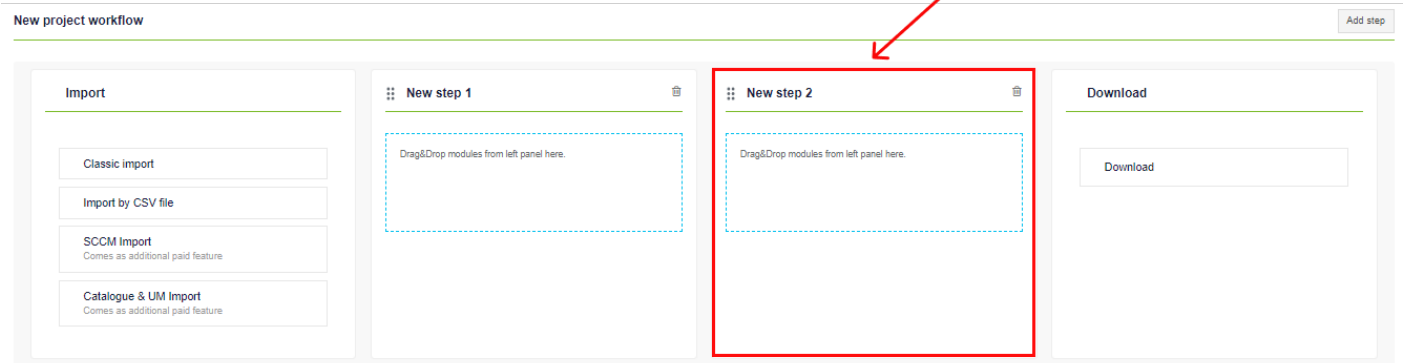 New project workflow
Add step
Import
Classic import
Import by CSV file
SCCM Import
Comes as additional paid feature
Catalogue & UM Import
Comes as additional paid feature
New step 1
Drag&Drop modules from left panel here.
New step 2
Drag&Drop modules from left panel here.
Download
Download